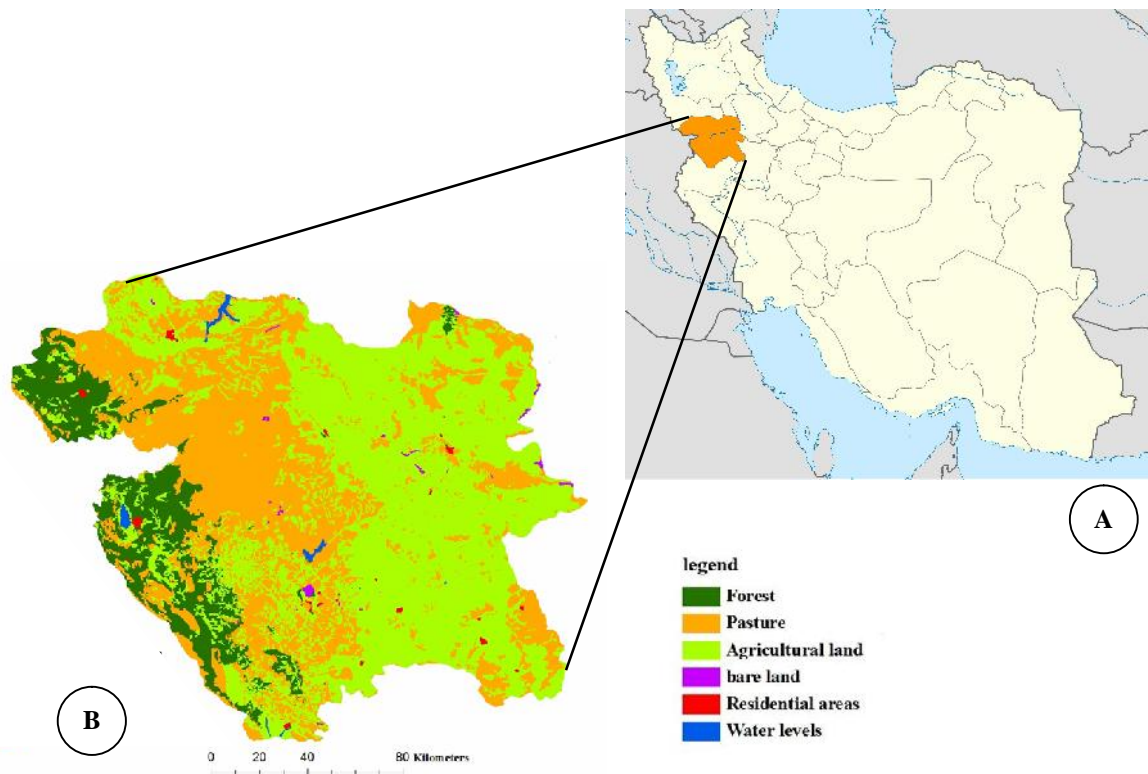 A
legend
Forest
Pasture
Agricultural land
bare land
Residential areas
Water levels
B
0 20 40 80 Kilometers